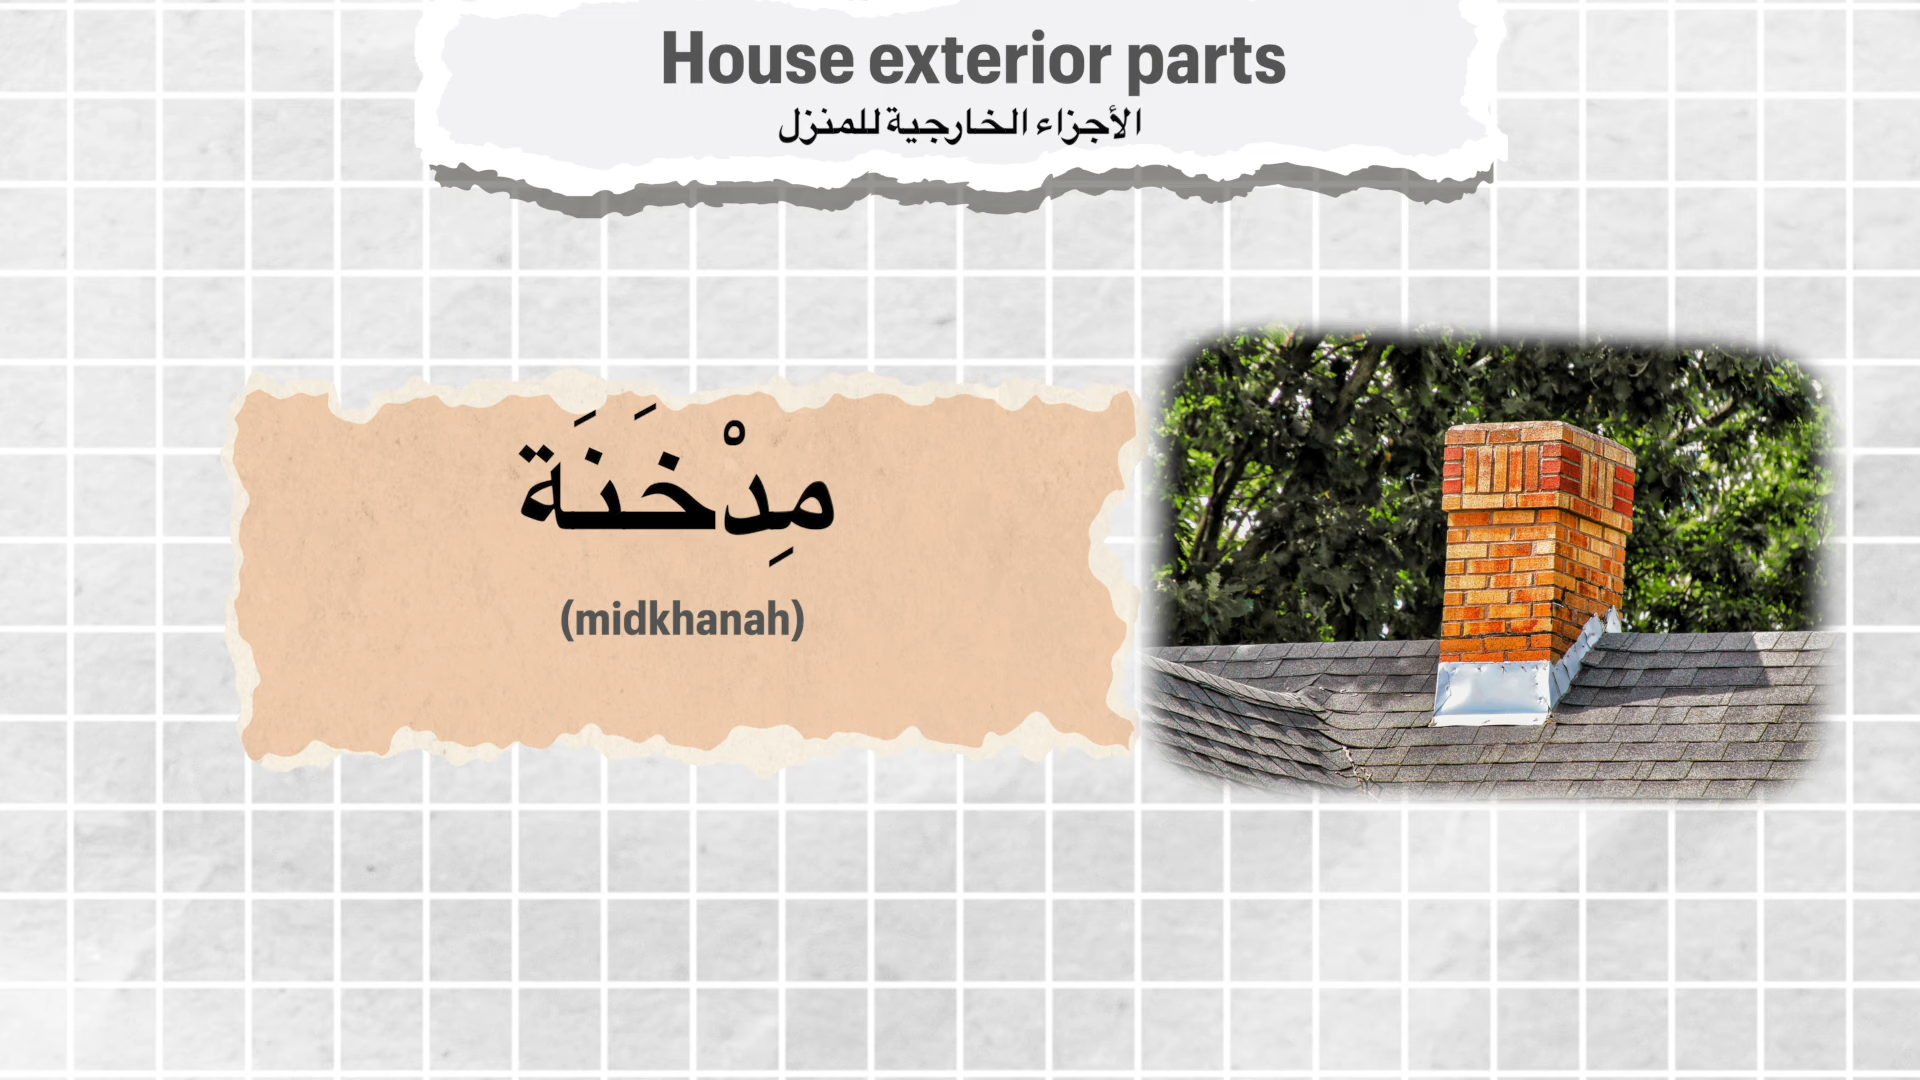 House exterior parts
الأجزاء الخارجية للمنزل
مِدْخَنَة
(midkhanah)